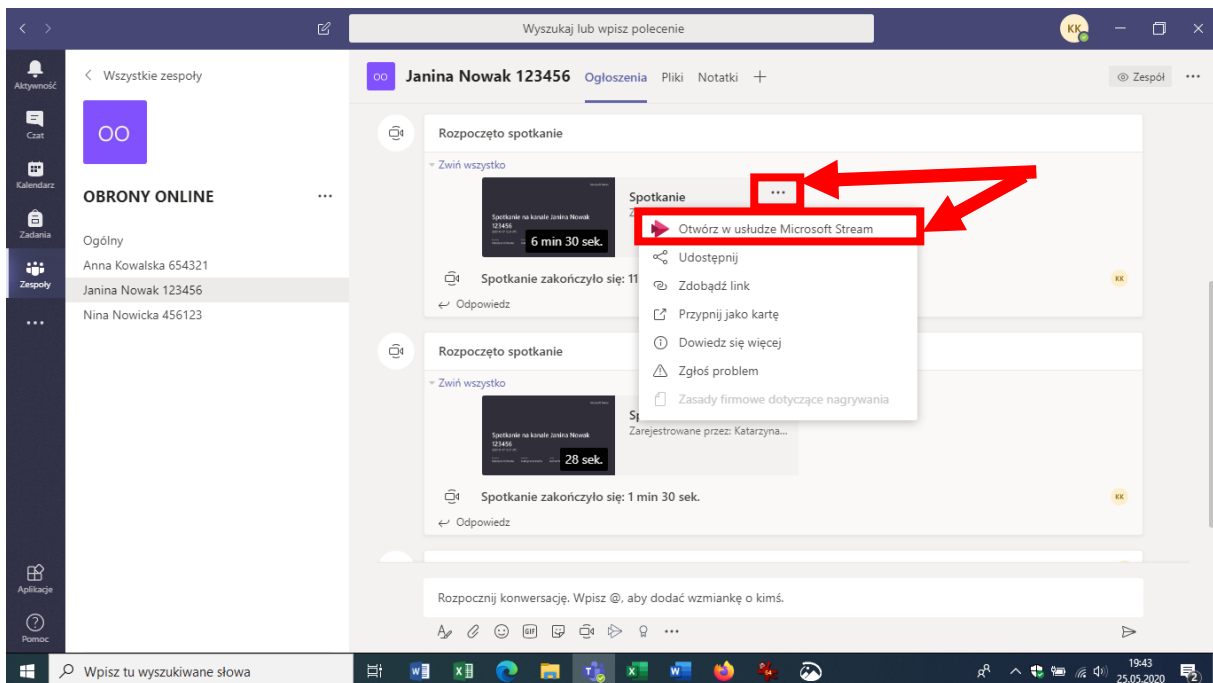 Wyszukaj lub wpisz polecenie
KK
Aktywność
Czat
Kalendarz
Zadania
Zespoły
Aplikacje
Pomoc
Wszystkie zespoły
OO
OBRONY ONLINE
Ogólny
Anna Kowalska 654321
Janina Nowak 123456
Nina Nowicka 456123
OO Janina Nowak 123456 Ogłoszenia Pliki Notatki
Zespół
Rozpoczęto spotkanie
Zwiń wszystko
Spotkanie na kanale Janina Nowak
123456
6 min 30 sek.
Spotkanie
Otwórz w usłudze Microsoft Stream
Udostępnij
Zdobądź link
Przypnij jako kartę
Dowiedz się więcej
Zgłoś problem
Zasady firmowe dotyczące nagrywania
Spotkanie zakończyło się: 11
KK
Odpowiedz
Rozpoczęto spotkanie
Zwiń wszystko
Spotkanie na kanale Janina Nowak
123456
28 sek.
Zarejestrowane przez: Katarzyna...
Spotkanie zakończyło się: 1 min 30 sek.
KK
Odpowiedz
Rozpocznij konwersację. Wpisz @, aby dodać wzmiankę o kimś.
GIF
Wpisz tu wyszukiwane słowa
19:43
25.05.2020
2